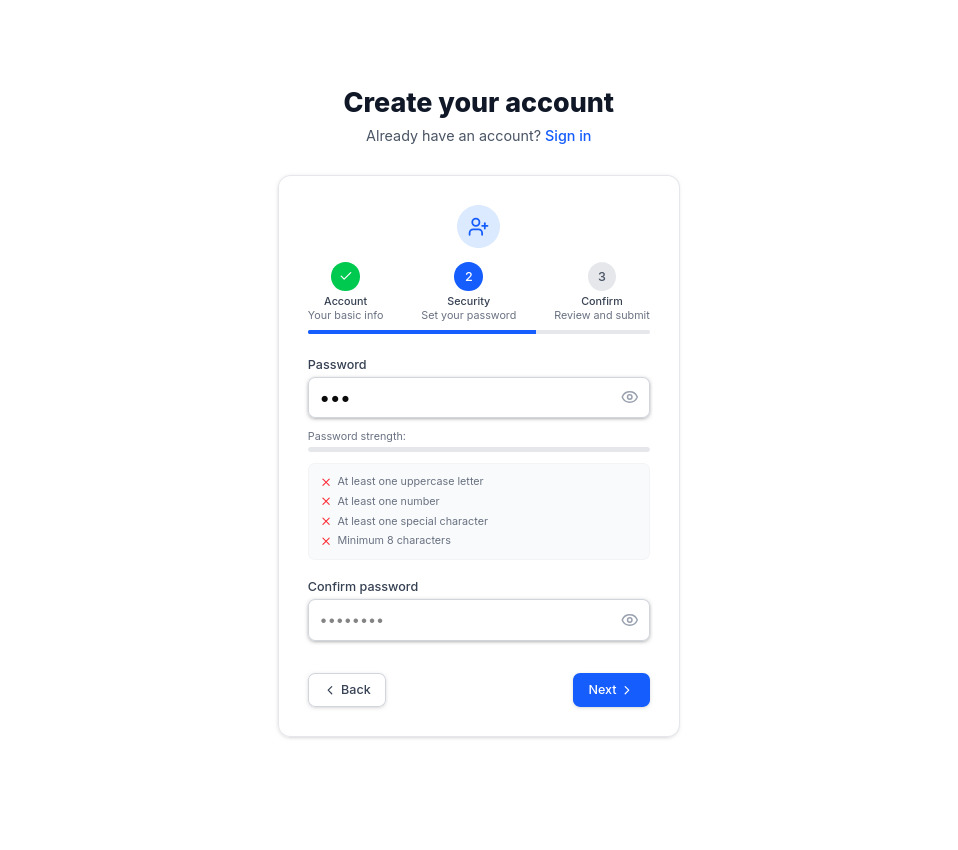 Create your account
Already have an account? Sign in
2
3
Account
Security
Confirm
Your basic info
Set your password
Review and submit
Password
●●●
Password strength:
At least one uppercase letter
At least one number
At least one special character
Minimum 8 characters
Confirm password
••••••••
Back
Next